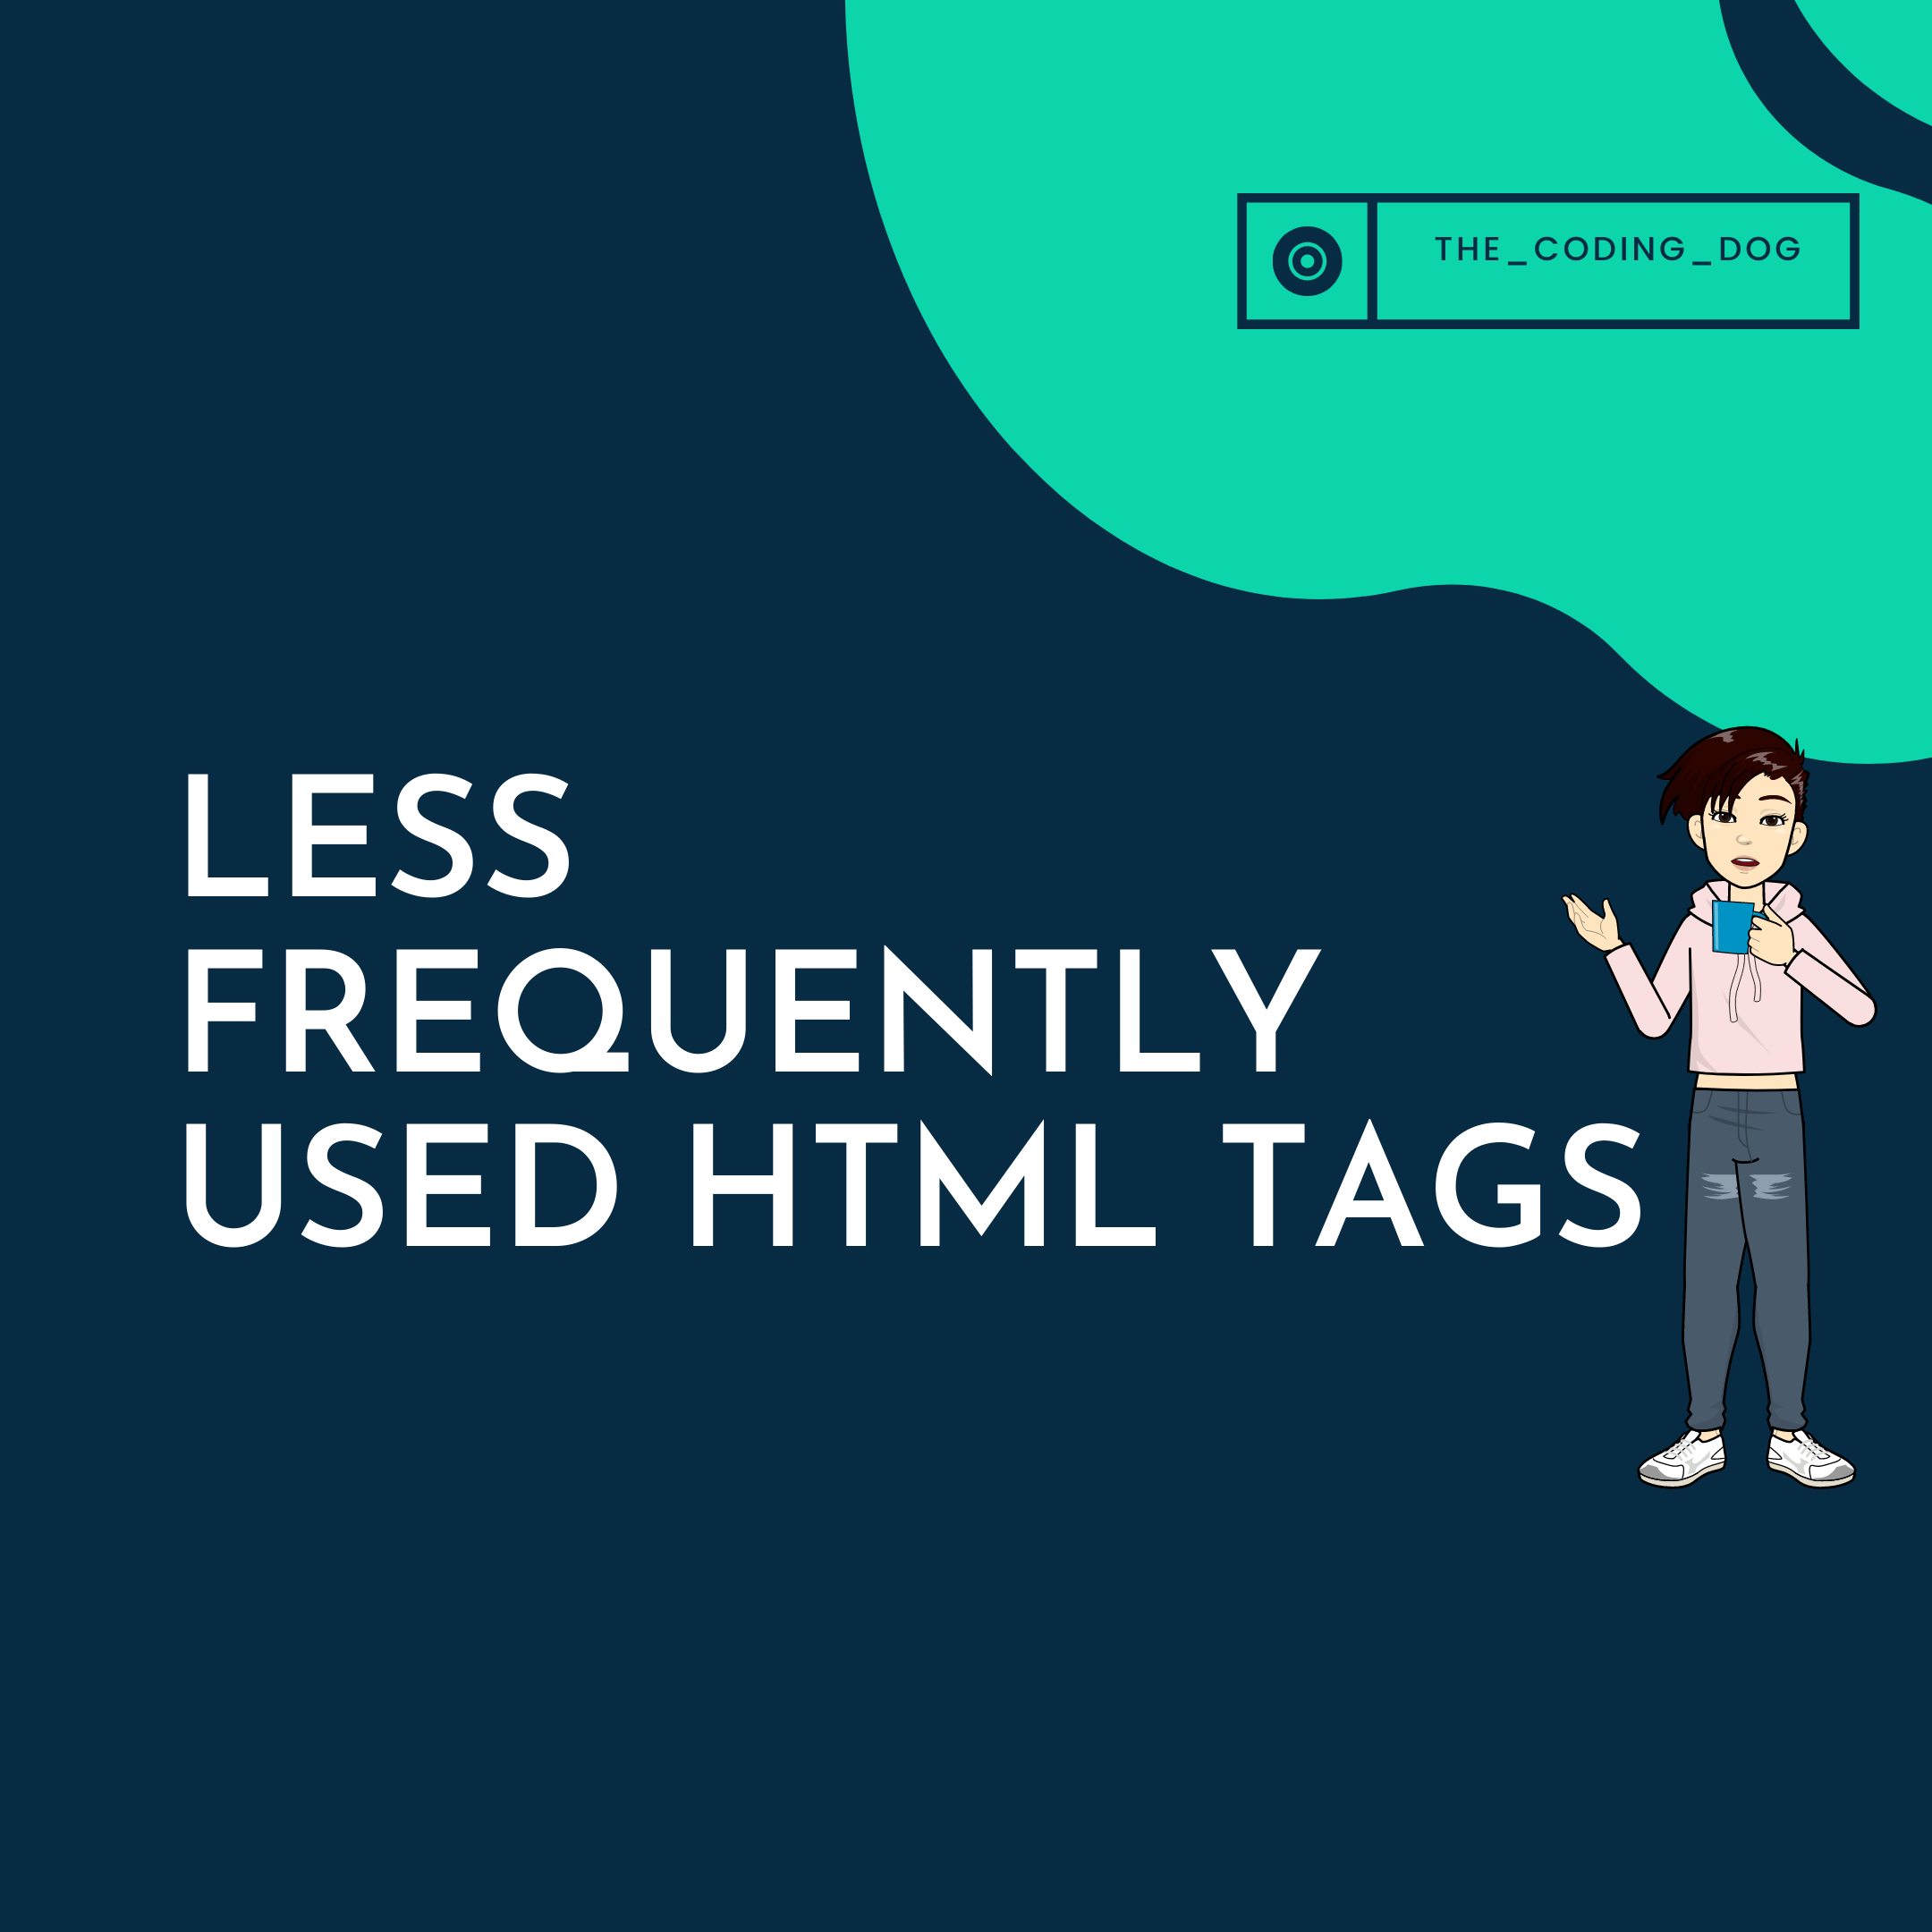 THE_CODING_DOG
LESS
FREQUENTLY
USED HTML TAGS